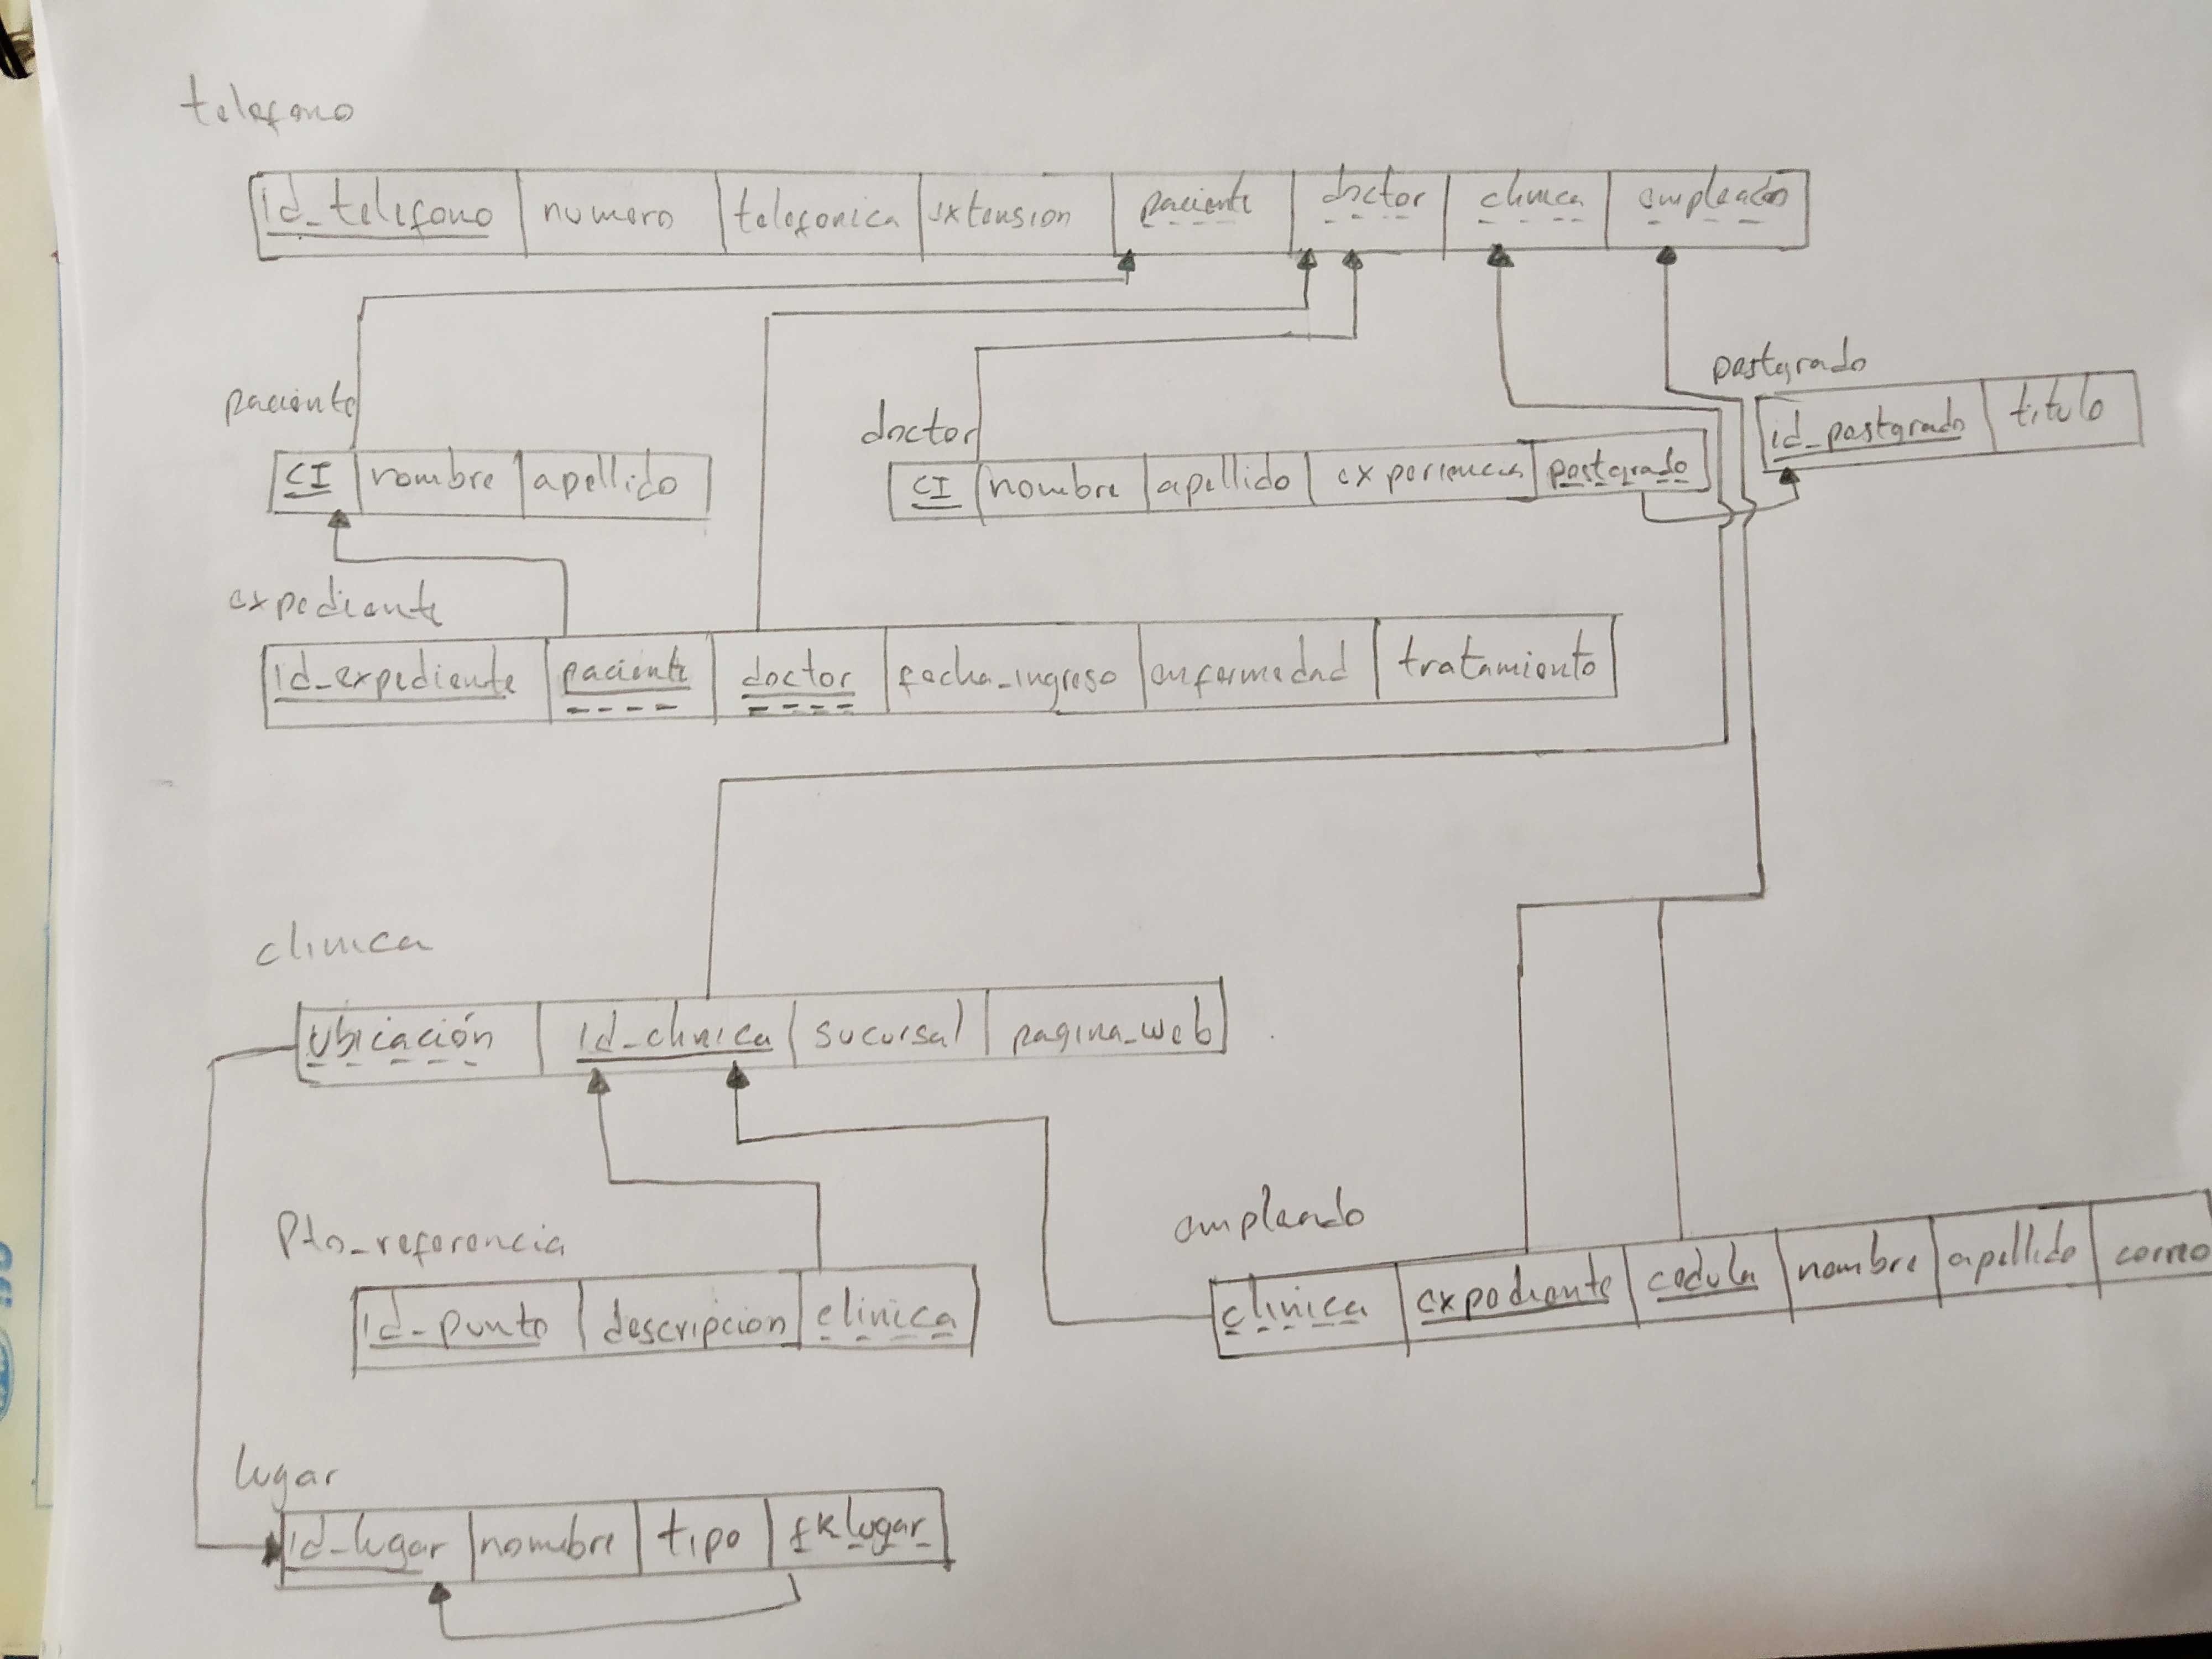 telefono
id_telefono numero telefonica extension paciente doctor clinica empleado
postgrado
id_postgrado titulo
paciente
CI nombre apellido
doctor
CI nombre apellido experiencia postgrado
expediente
id_expediente paciente doctor fecha_ingreso enfermedad tratamiento
clinica
Ubicación id_clinica sucursal pagina_web
Pto_referencia
id_punto descripcion clinica
empleado
clinica expediente cedula nombre apellido correo
lugar
id_lugar nombre tipo fk lugar